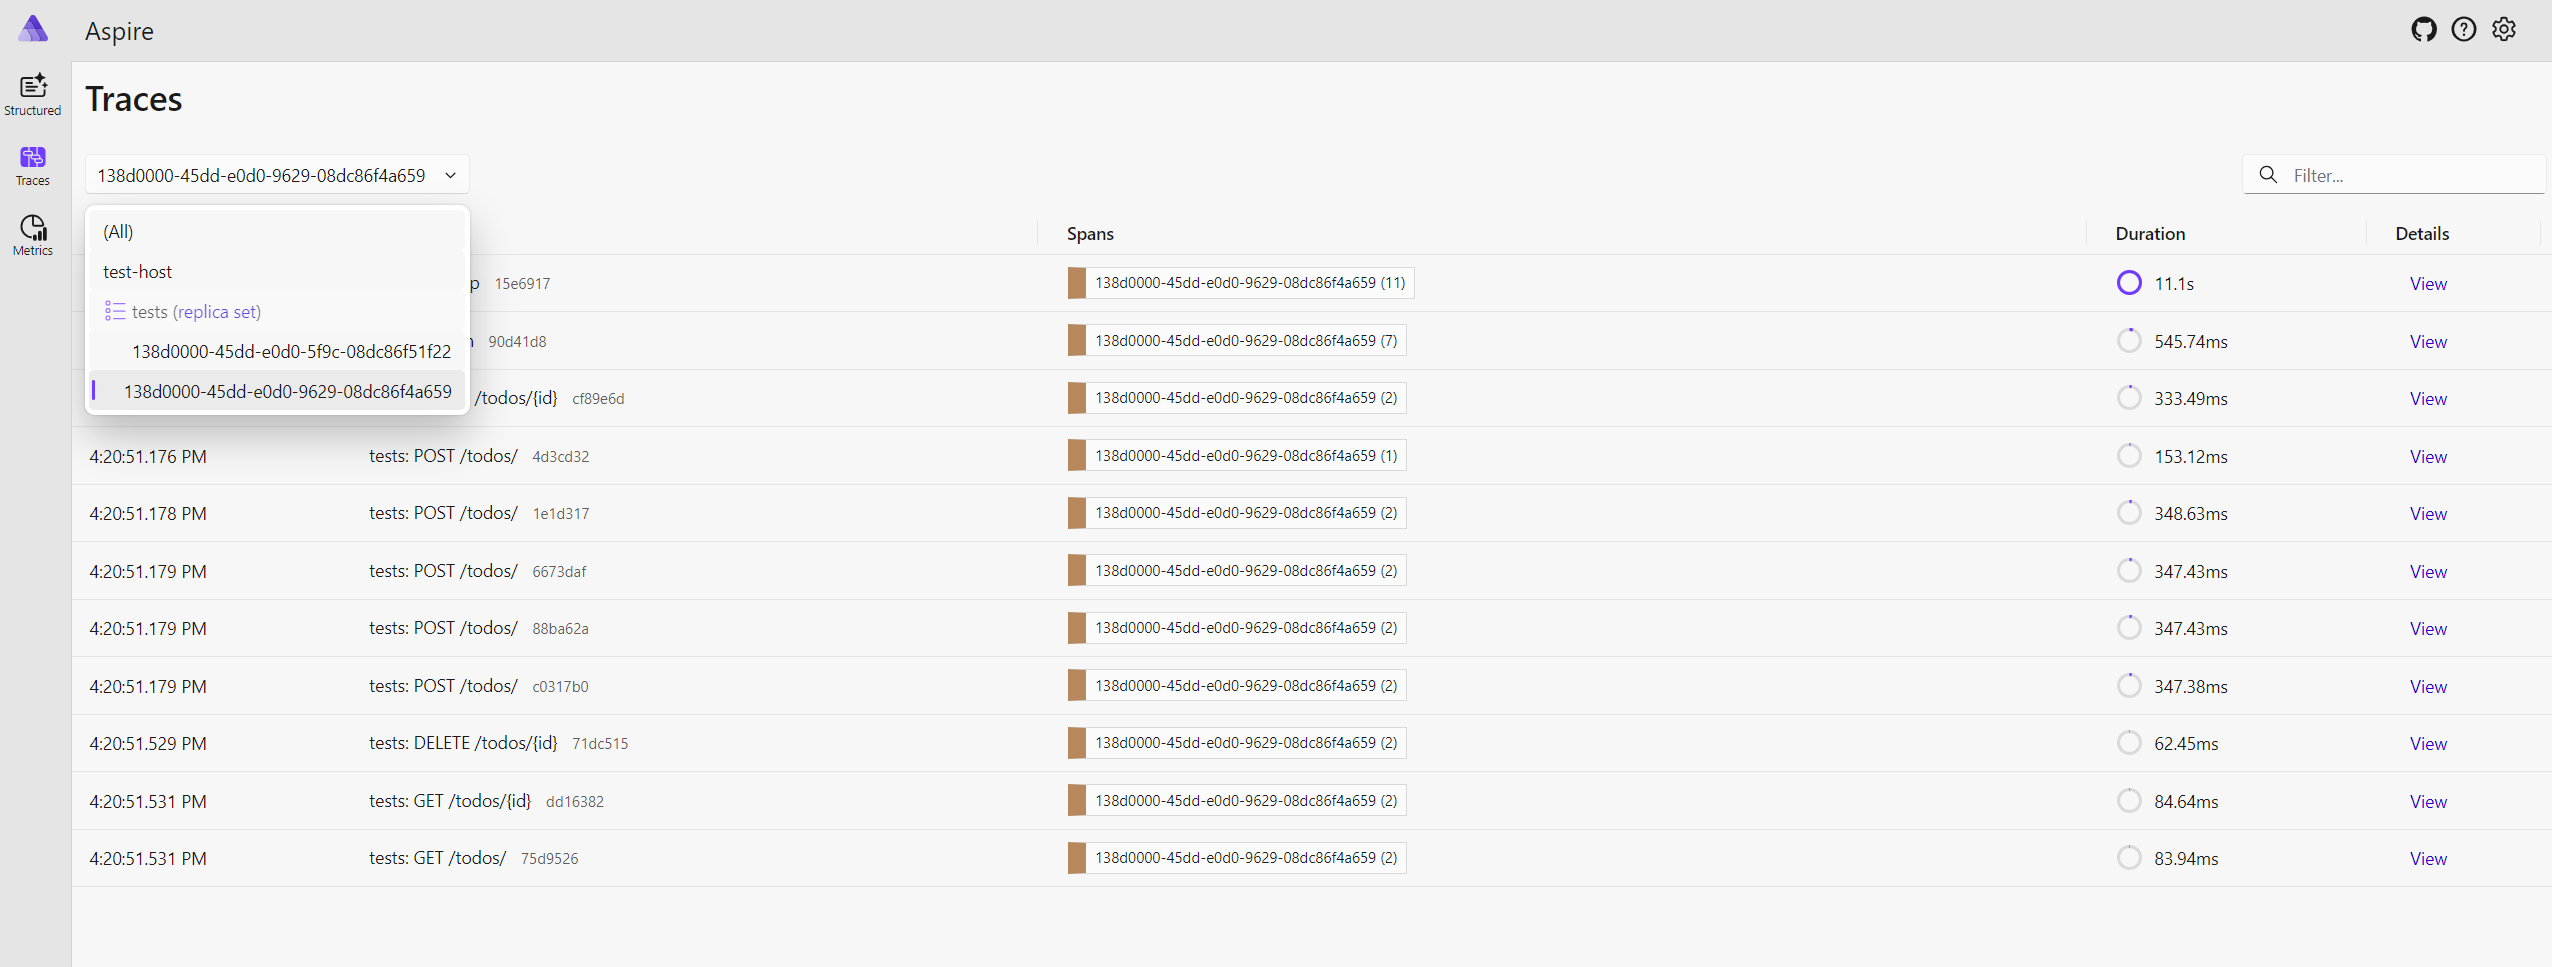 Aspire
Structured
Traces
Metrics
Traces
138d0000-45dd-e0d0-9629-08dc86f4a659
Filter...
(All)
test-host
tests (replica set)
138d0000-45dd-e0d0-5f9c-08dc86f51f22
138d0000-45dd-e0d0-9629-08dc86f4a659
Spans Duration Details
p 15e6917 138d0000-45dd-e0d0-9629-08dc86f4a659 (11) 11.1s View
90d41d8 138d0000-45dd-e0d0-9629-08dc86f4a659 (7) 545.74ms View
/todos/{id} cf89e6d 138d0000-45dd-e0d0-9629-08dc86f4a659 (2) 333.49ms View
4:20:51.176 PM tests: POST /todos/ 4d3cd32 138d0000-45dd-e0d0-9629-08dc86f4a659 (1) 153.12ms View
4:20:51.178 PM tests: POST /todos/ 1e1d317 138d0000-45dd-e0d0-9629-08dc86f4a659 (2) 348.63ms View
4:20:51.179 PM tests: POST /todos/ 6673daf 138d0000-45dd-e0d0-9629-08dc86f4a659 (2) 347.43ms View
4:20:51.179 PM tests: POST /todos/ 88ba62a 138d0000-45dd-e0d0-9629-08dc86f4a659 (2) 347.43ms View
4:20:51.179 PM tests: POST /todos/ c0317b0 138d0000-45dd-e0d0-9629-08dc86f4a659 (2) 347.38ms View
4:20:51.529 PM tests: DELETE /todos/{id} 71dc515 138d0000-45dd-e0d0-9629-08dc86f4a659 (2) 62.45ms View
4:20:51.531 PM tests: GET /todos/{id} dd16382 138d0000-45dd-e0d0-9629-08dc86f4a659 (2) 84.64ms View
4:20:51.531 PM tests: GET /todos/ 75d9526 138d0000-45dd-e0d0-9629-08dc86f4a659 (2) 83.94ms View